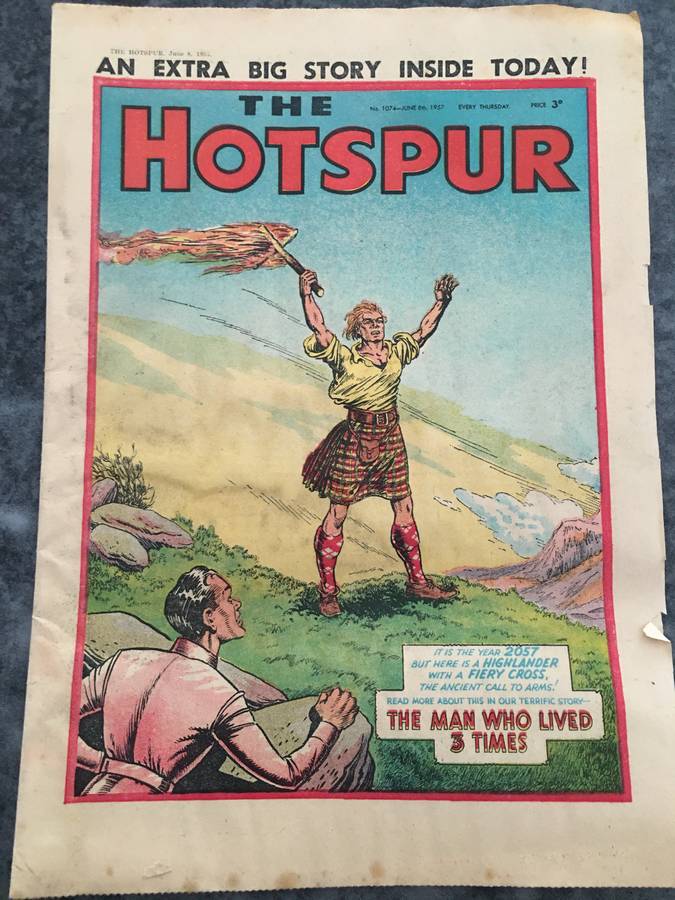 THE HOTSPUR, June 8, 1957.
AN EXTRA BIG STORY INSIDE TODAY!
THE
No. 1074—JUNE 8th, 1957 EVERY THURSDAY. PRICE 3ᴰ
HOTSPUR
IT IS THE YEAR 2057
BUT HERE IS A HIGHLANDER
WITH A FIERY CROSS,
THE ANCIENT CALL TO ARMS!
READ MORE ABOUT THIS IN OUR TERRIFIC STORY—
THE MAN WHO LIVED
3 TIMES